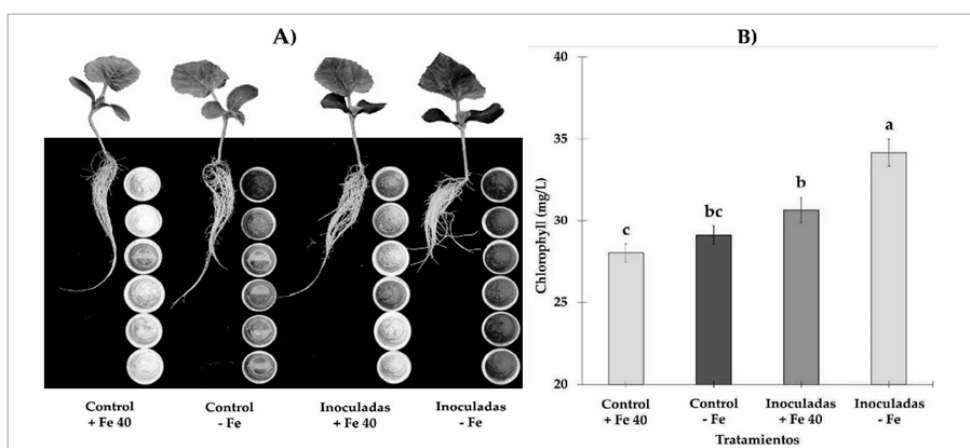 A)
Control
+ Fe 40
Control
- Fe
Inoculadas
+ Fe 40
Inoculadas
- Fe
B)
40
35
30
25
20
Chlorophyll (mg/L)
c
bc
b
a
Control
+ Fe 40
Control
- Fe
Inoculadas
+ Fe 40
Inoculadas
- Fe
Tratamientos